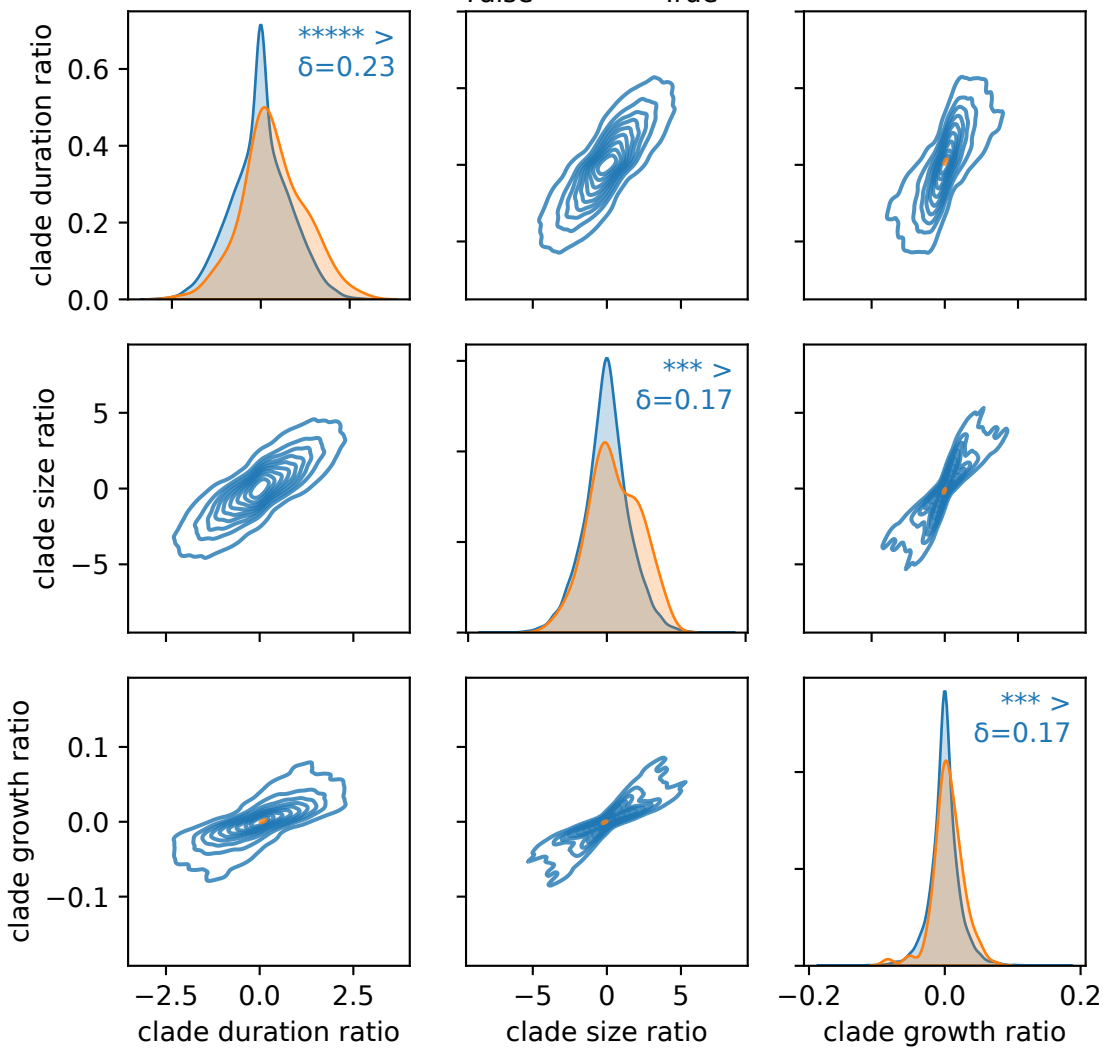 True
***** >
δ=0.23
clade duration ratio
0.6
0.4
0.2
0.0
*** >
δ=0.17
clade size ratio
5
0
−5
*** >
δ=0.17
clade growth ratio
0.1
0.0
−0.1
−2.5 0.0 2.5 −5 0 5 −0.2 0.0 0.2
clade duration ratio clade size ratio clade growth ratio